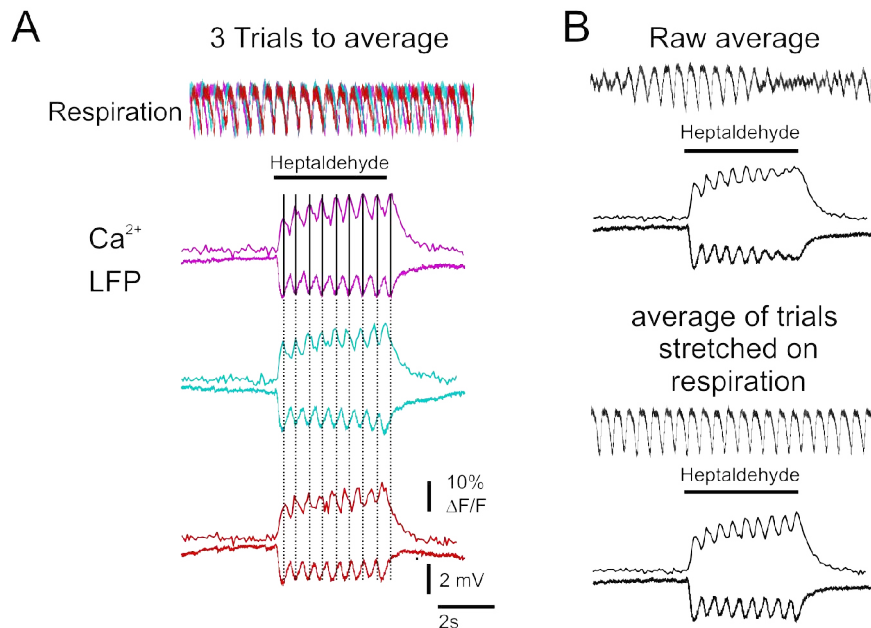 A
3 Trials to average
Respiration
Heptaldehyde
Ca²⁺
LFP
10%
ΔF/F
2 mV
2s
B
Raw average
Heptaldehyde
average of trials
stretched on
respiration
Heptaldehyde